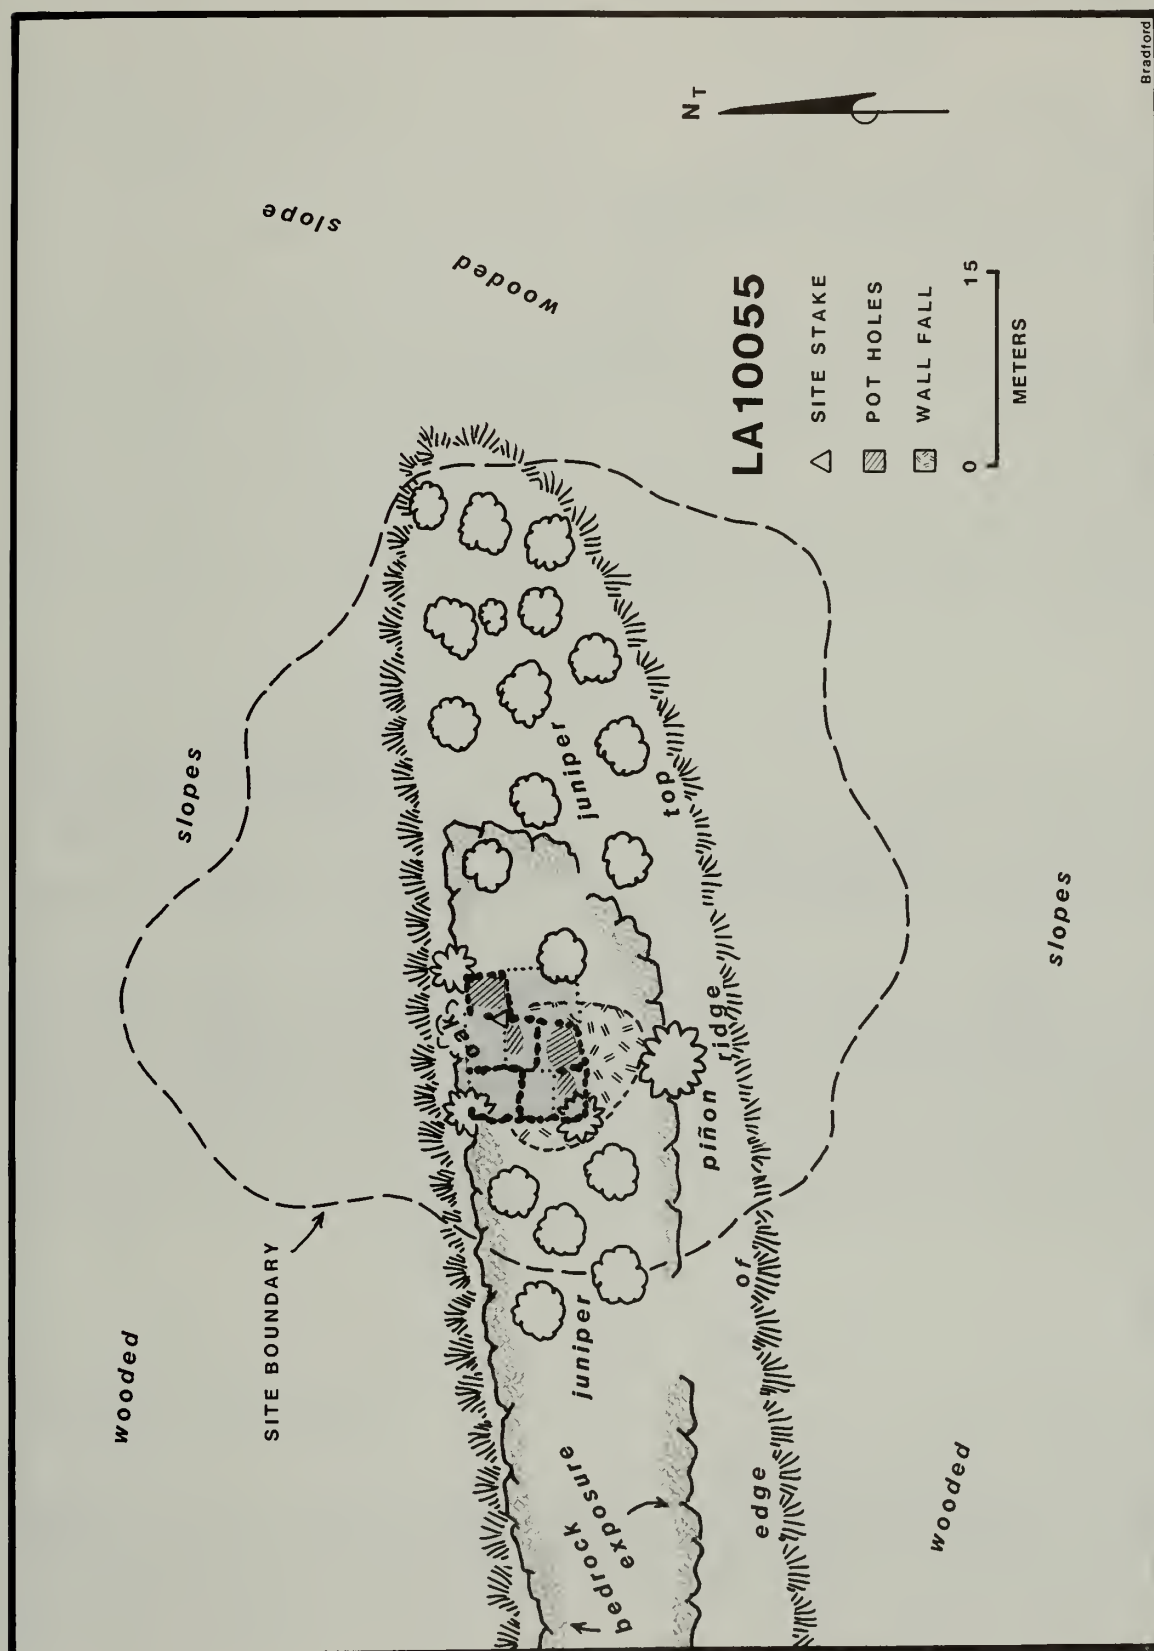 wooded
slopes
slope
wooded
SITE BOUNDARY
oak
juniper
juniper
bedrock
exposure
piñon
edge of ridge top
wooded
slopes
N T
LA10055
SITE STAKE
POT HOLES
WALL FALL
0 15
METERS
Bradford